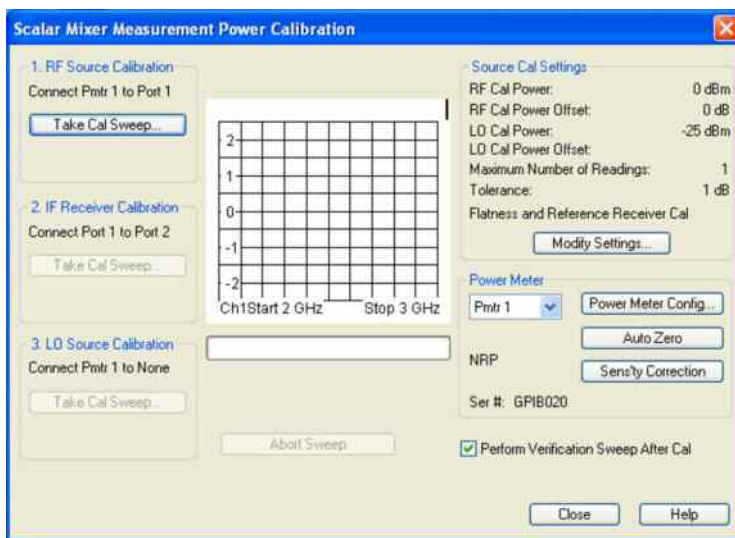 Scalar Mixer Measurement Power Calibration
1. RF Source Calibration
Connect Pmtr 1 to Port 1
Take Cal Sweep...
2. IF Receiver Calibration
Connect Port 1 to Port 2
Take Cal Sweep...
3. LO Source Calibration
Connect Pmtr 1 to None
Take Cal Sweep...
2
1
0
-1
-2
Ch1Start 2 GHz Stop 3 GHz
Abort Sweep
Source Cal Settings
RF Cal Power: 0 dBm
RF Cal Power Offset: 0 dB
LO Cal Power: -25 dBm
LO Cal Power Offset:
Maximum Number of Readings: 1
Tolerance: 1 dB
Flatness and Reference Receiver Cal
Modify Settings...
Power Meter
Pmtr 1
Power Meter Config...
Auto Zero
NRP
Sens'ty Correction
Ser #: GPIB020
Perform Verification Sweep After Cal
Close
Help